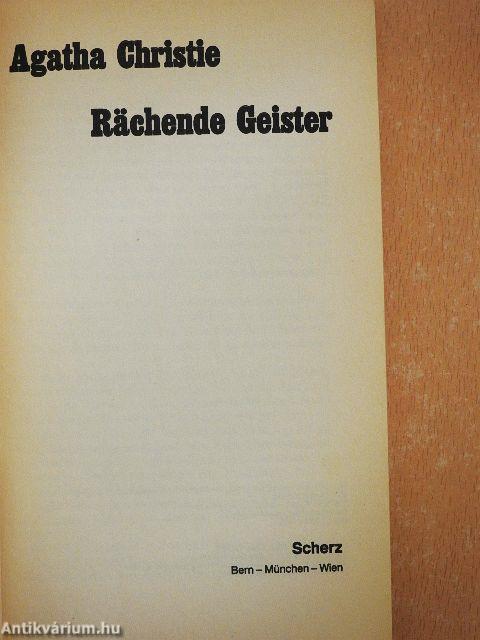 Agatha Christie
Rächende Geister
Scherz
Bern – München – Wien
Antikvárium.hu